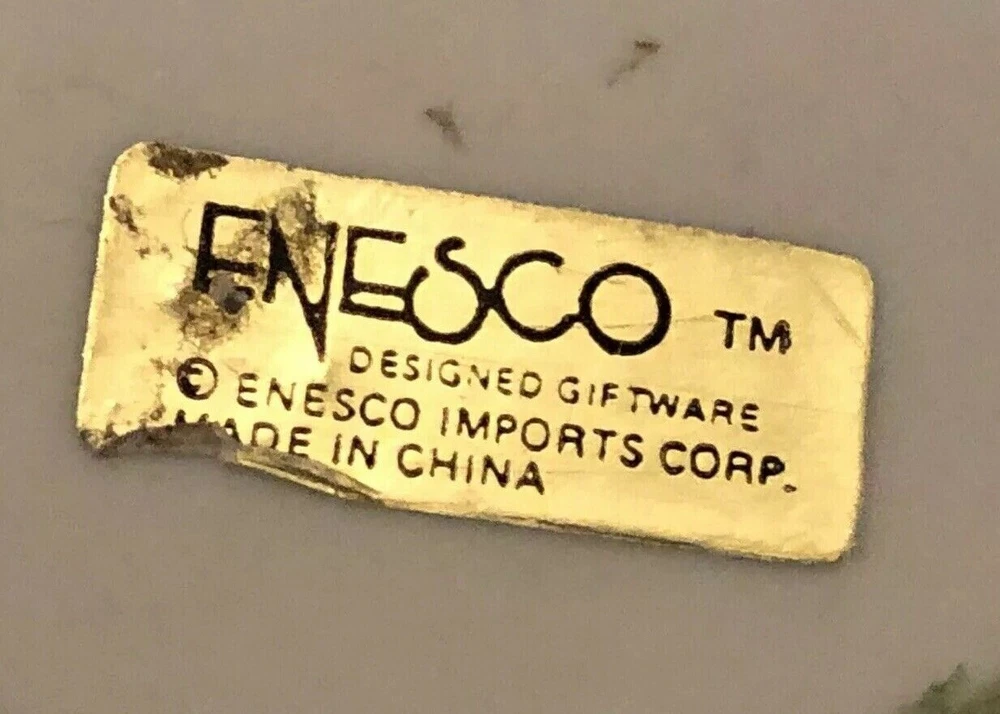 ENESCO TM
DESIGNED GIFTWARE
© ENESCO IMPORTS CORP.
MADE IN CHINA